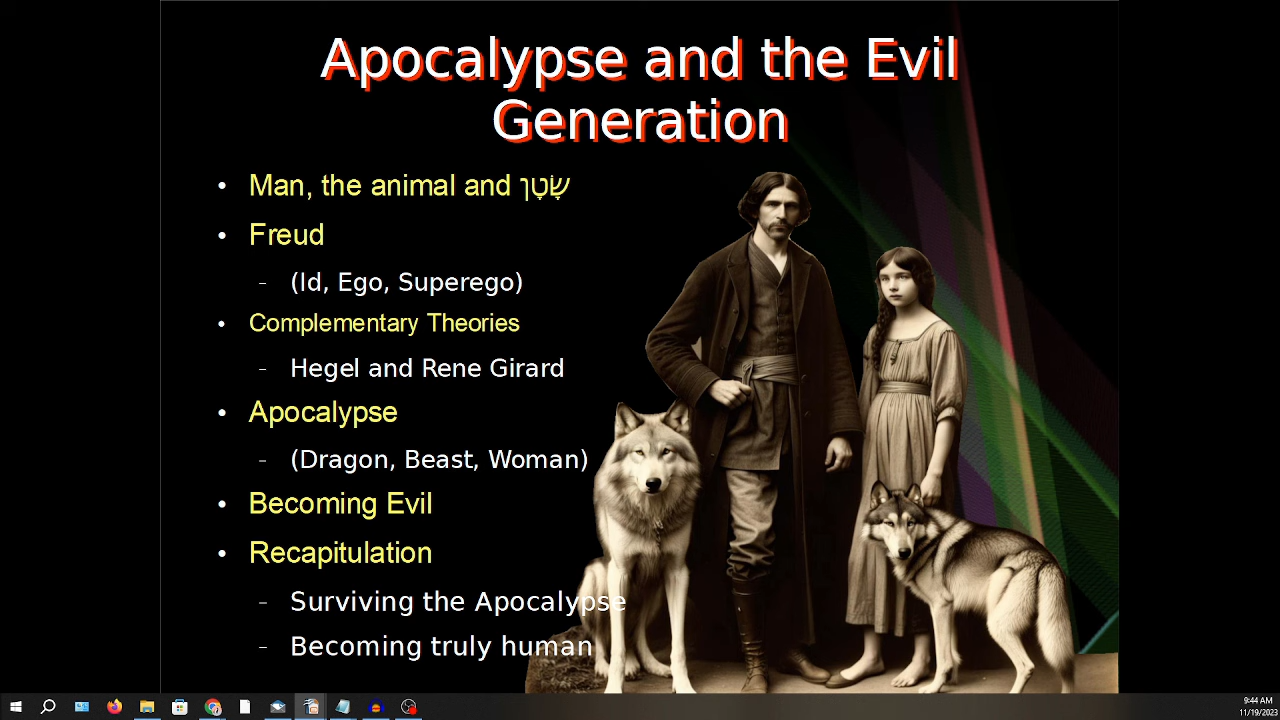 Apocalypse and the Evil
Generation
• Man, the animal and שָׂטָן
• Freud
– (Id, Ego, Superego)
• Complementary Theories
– Hegel and Rene Girard
• Apocalypse
– (Dragon, Beast, Woman)
• Becoming Evil
• Recapitulation
– Surviving the Apocalypse
– Becoming truly human
9:44 AM
11/19/2023